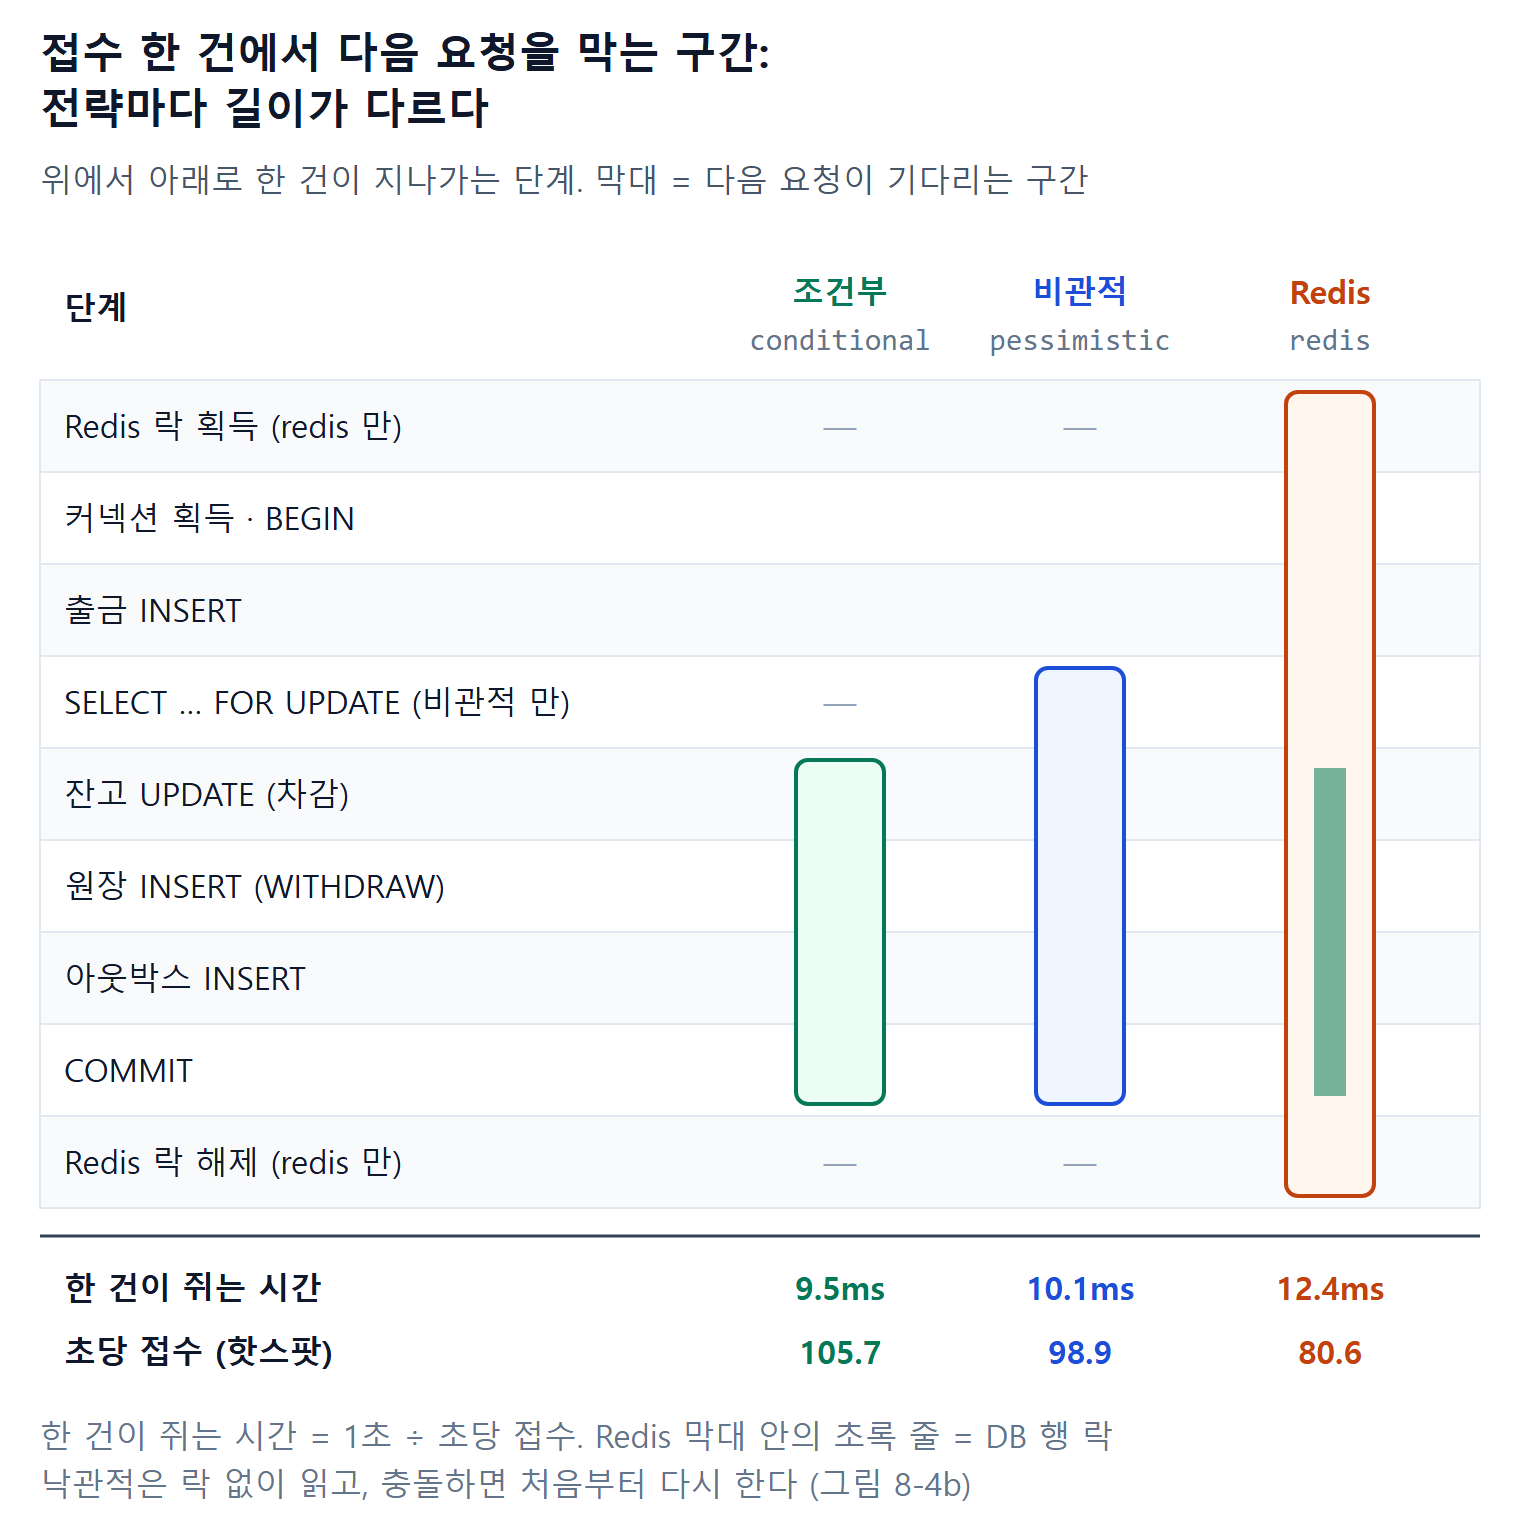 접수 한 건에서 다음 요청을 막는 구간:
전략마다 길이가 다르다
위에서 아래로 한 건이 지나가는 단계. 막대 = 다음 요청이 기다리는 구간
단계 조건부 비관적 Redis
conditional pessimistic redis
Redis 락 획득 (redis 만) — —
커넥션 획득 · BEGIN
출금 INSERT
SELECT ... FOR UPDATE (비관적 만) —
잔고 UPDATE (차감)
원장 INSERT (WITHDRAW)
아웃박스 INSERT
COMMIT
Redis 락 해제 (redis 만) — —
한 건이 쥐는 시간 9.5ms 10.1ms 12.4ms
초당 접수 (핫스팟) 105.7 98.9 80.6
한 건이 쥐는 시간 = 1초 ÷ 초당 접수. Redis 막대 안의 초록 줄 = DB 행 락
낙관적은 락 없이 읽고, 충돌하면 처음부터 다시 한다 (그림 8-4b)